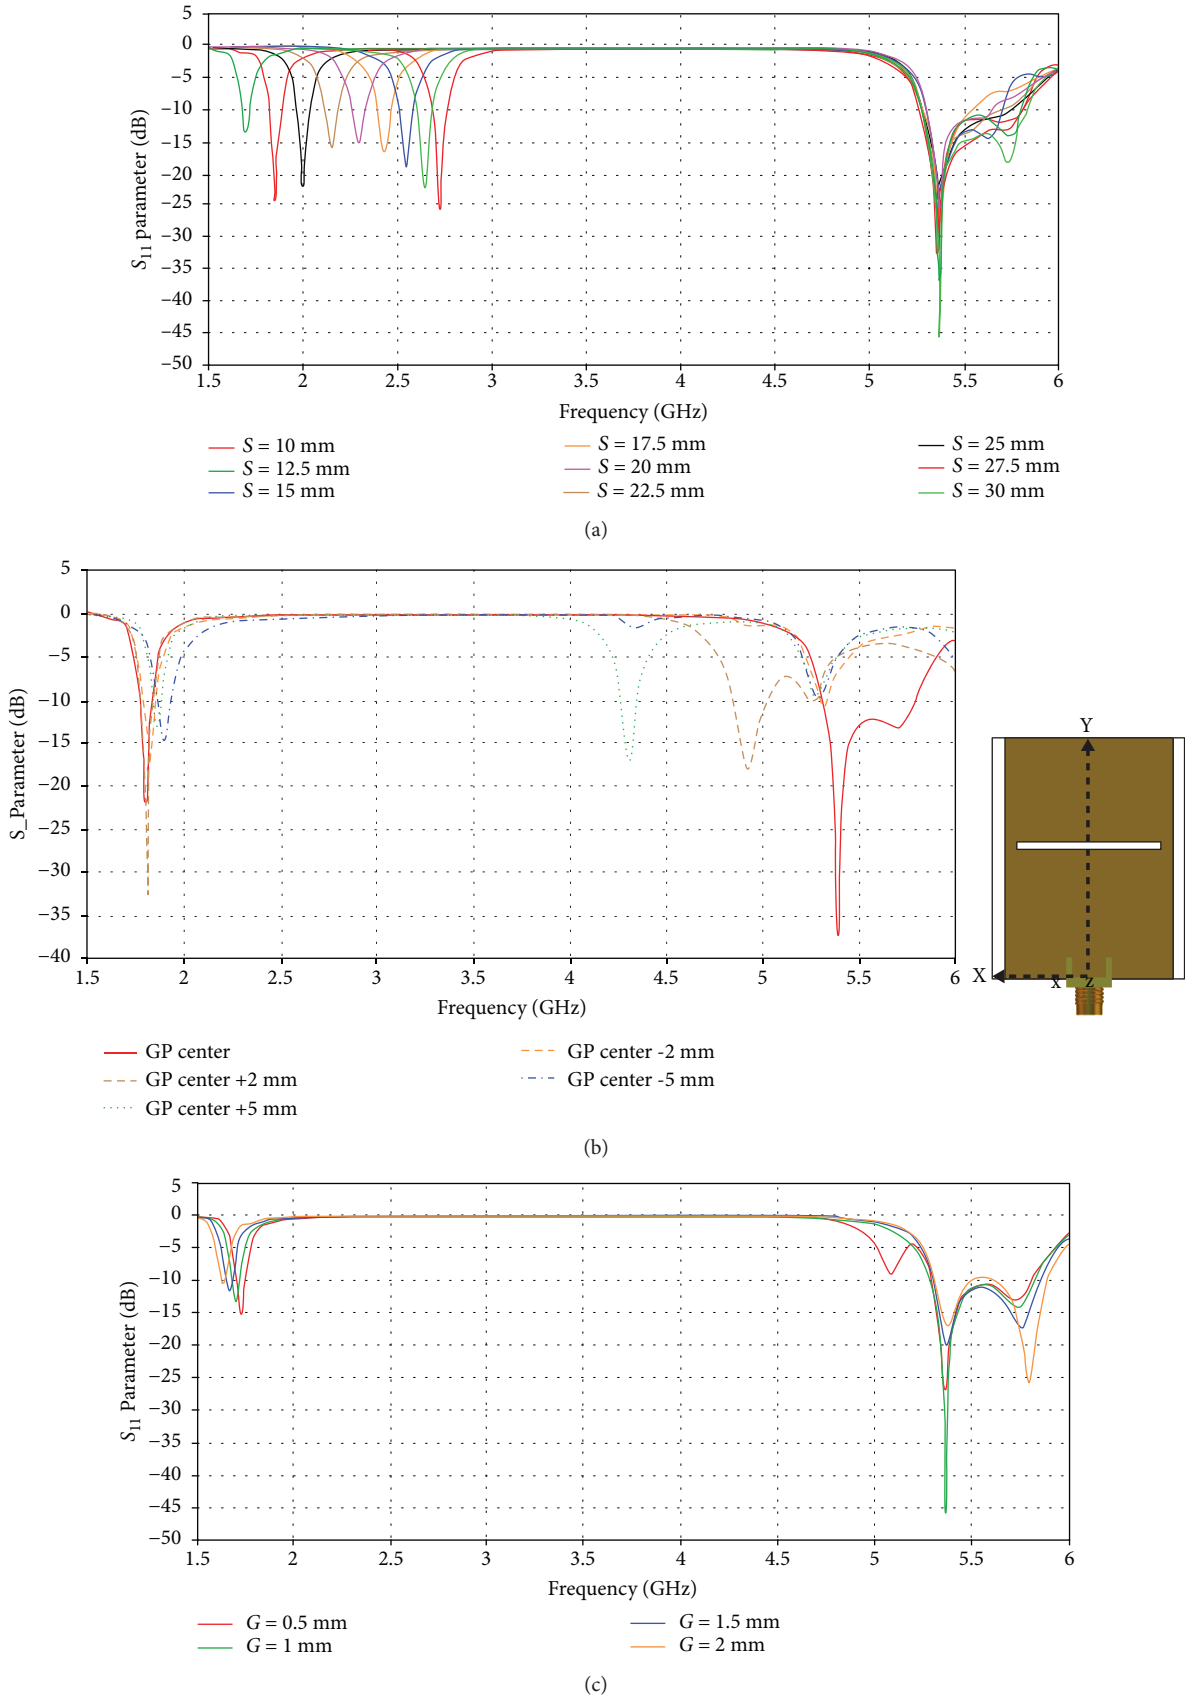 5
0
−5
−10
−15
−20
−25
−30
−35
−40
−45
−50
S11 parameter (dB)
1.5 2 2.5 3 3.5 4 4.5 5 5.5 6
Frequency (GHz)
S = 10 mm S = 17.5 mm S = 25 mm
S = 12.5 mm S = 20 mm S = 27.5 mm
S = 15 mm S = 22.5 mm S = 30 mm
(a)
5
0
−5
−10
−15
−20
−25
−30
−35
−40
S_Parameter (dB)
1.5 2 2.5 3 3.5 4 4.5 5 5.5 6
Frequency (GHz)
Y
X x z
GP center GP center -2 mm
GP center +2 mm GP center -5 mm
GP center +5 mm
(b)
5
0
−5
−10
−15
−20
−25
−30
−35
−40
−45
−50
S11 Parameter (dB)
1.5 2 2.5 3 3.5 4 4.5 5 5.5 6
Frequency (GHz)
G = 0.5 mm G = 1.5 mm
G = 1 mm G = 2 mm
(c)